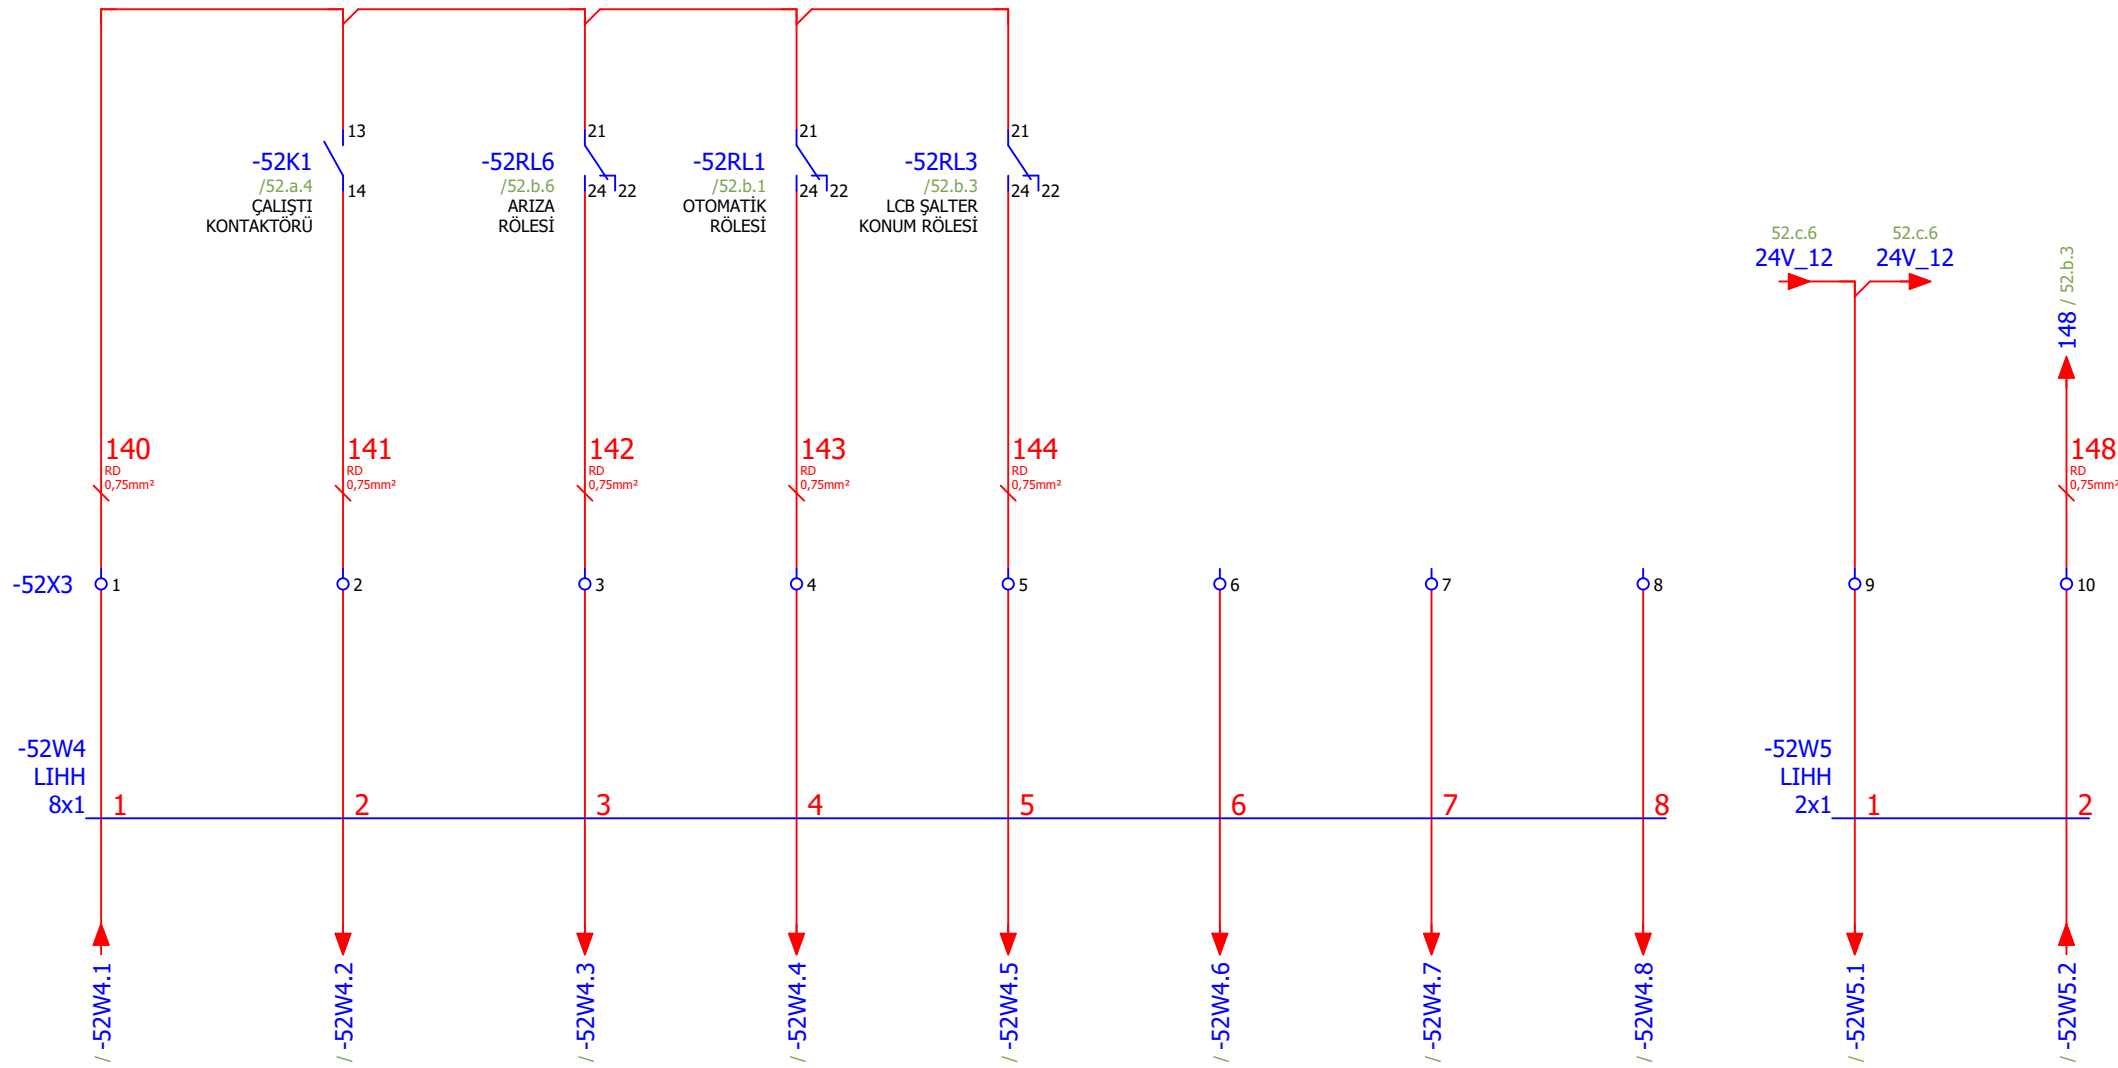 13
-52K1
/52.a.4
14
ÇALIŞTI
KONTAKTÖRÜ
21
-52RL6
/52.b.6
24 22
ARIZA
RÖLESİ
21
-52RL1
/52.b.1
24 22
OTOMATİK
RÖLESİ
21
-52RL3
/52.b.3
24 22
LCB ŞALTER
KONUM RÖLESİ
52.c.6
24V_12
52.c.6
24V_12
148 / 52.b.3
140
RD
0,75mm²
141
RD
0,75mm²
142
RD
0,75mm²
143
RD
0,75mm²
144
RD
0,75mm²
148
RD
0,75mm²
-52X3
1
2
3
4
5
6
7
8
9
10
-52W4
LIHH
8x1
1
2
3
4
5
6
7
8
-52W5
LIHH
2x1
1
2
/ -52W4.1
/ -52W4.2
/ -52W4.3
/ -52W4.4
/ -52W4.5
/ -52W4.6
/ -52W4.7
/ -52W4.8
/ -52W5.1
/ -52W5.2